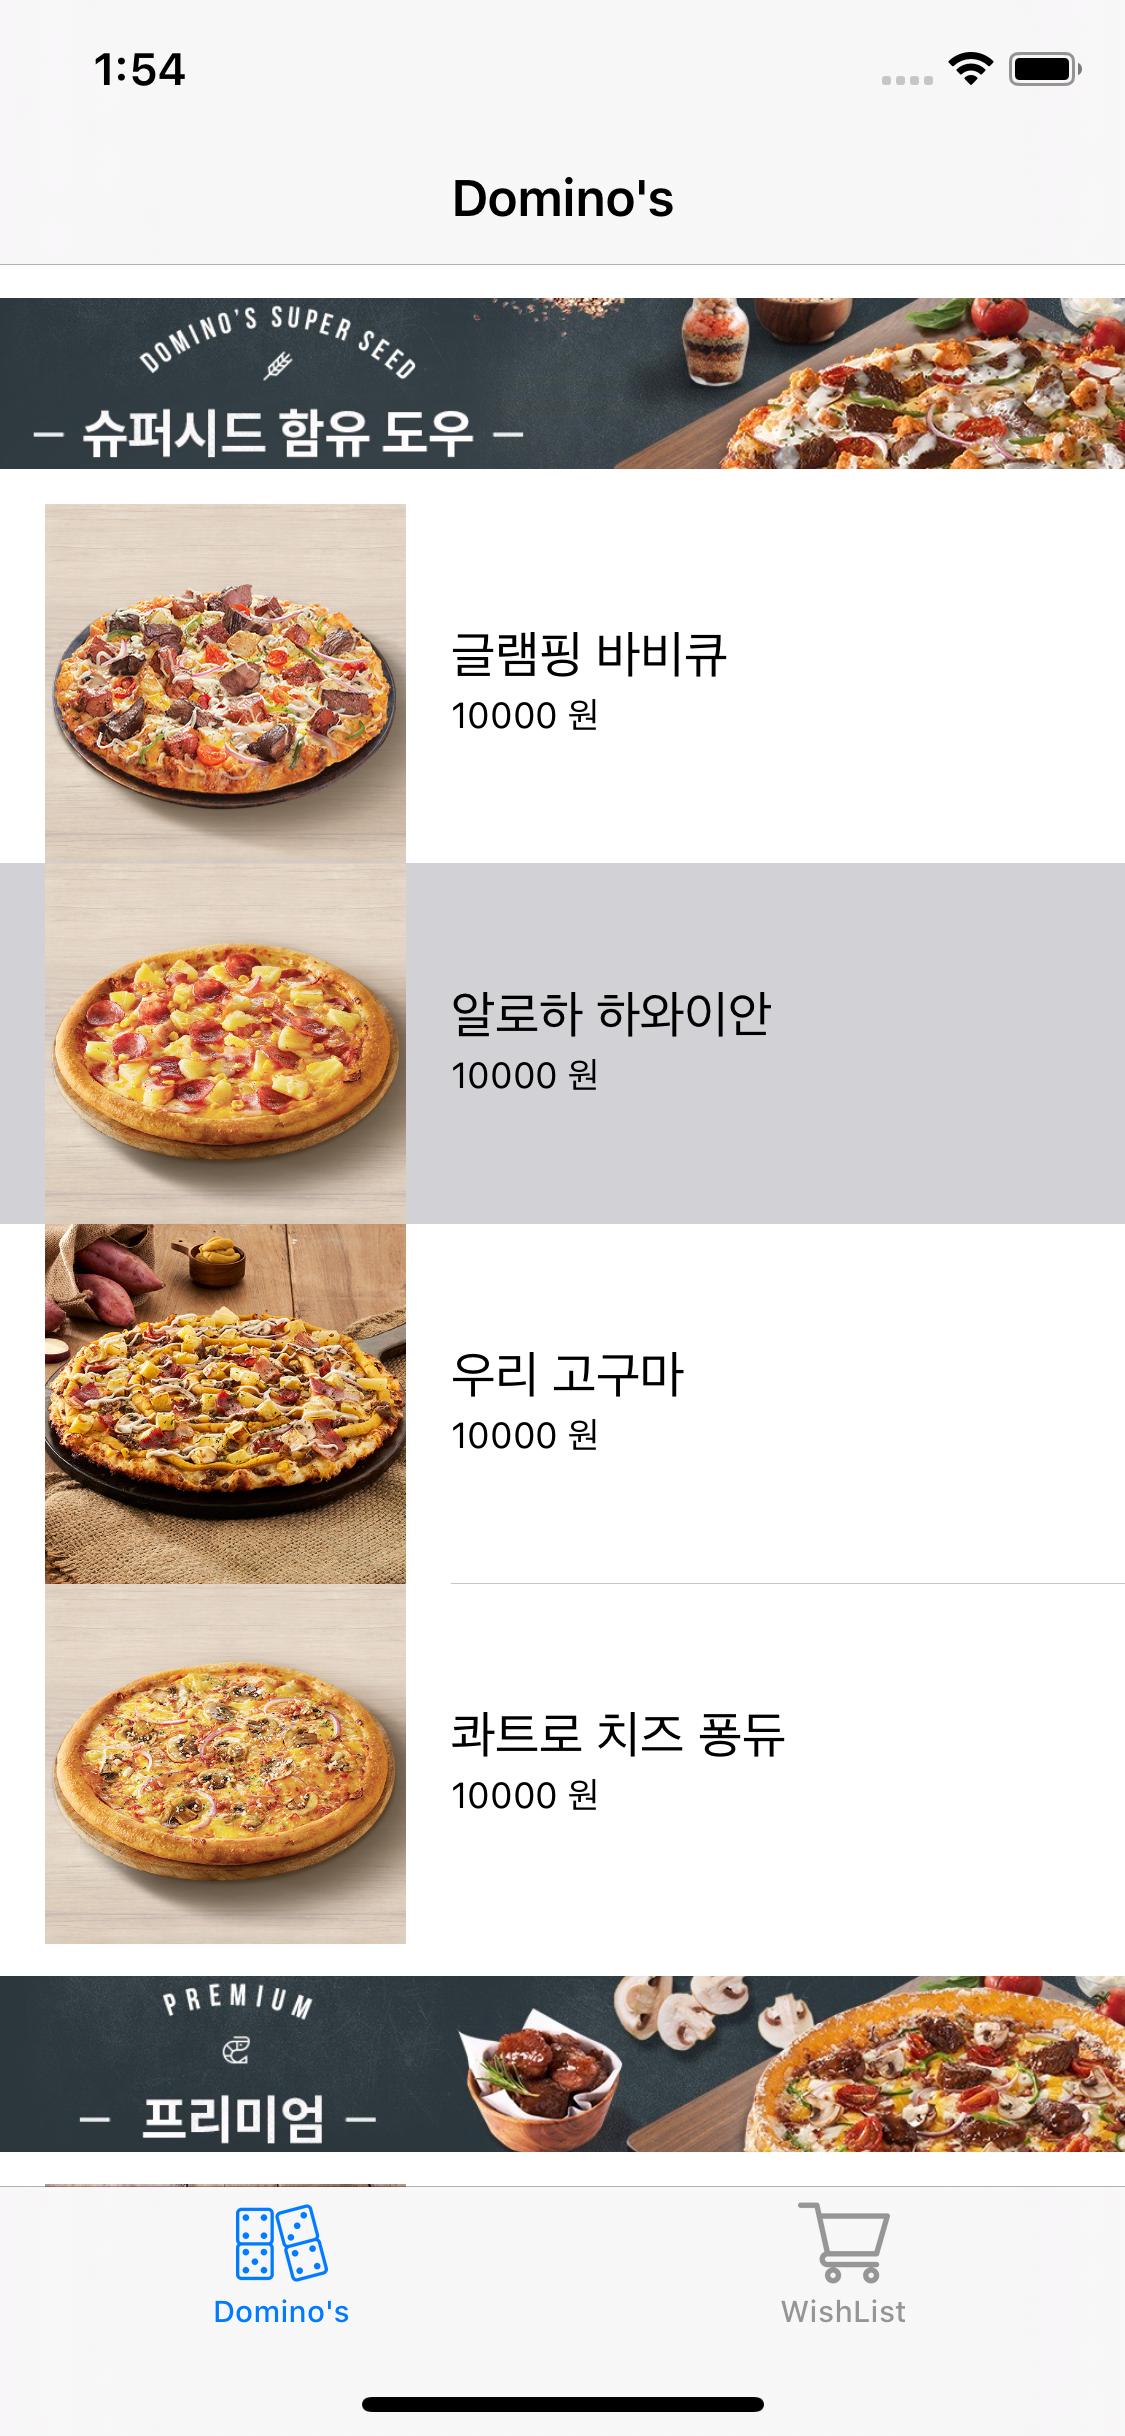 1:54
Domino's
DOMINO'S SUPER SEED
– 슈퍼시드 함유 도우 –
글램핑 바비큐
10000 원
알로하 하와이안
10000 원
우리 고구마
10000 원
콰트로 치즈 퐁듀
10000 원
PREMIUM
– 프리미엄 –
Domino's
WishList